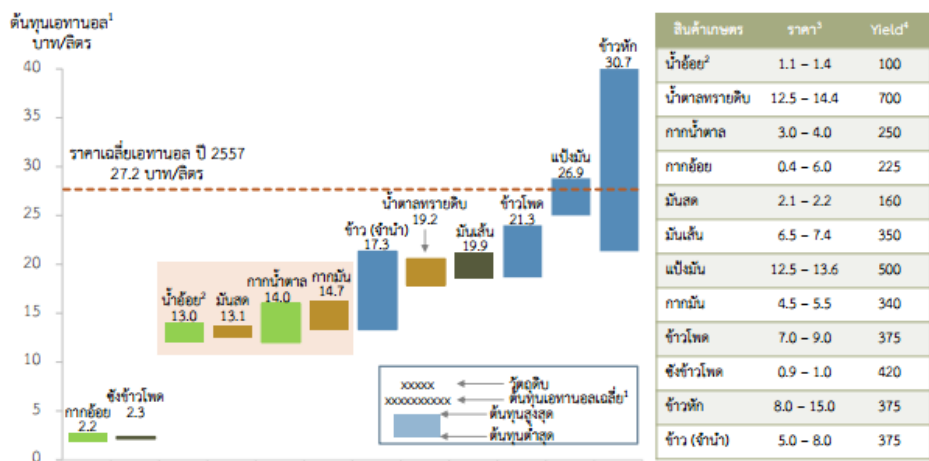 ต้นทุนเอทานอล¹
บาท/ลิตร
40
35
30
25
20
15
10
5
0
ราคาเฉลี่ยเอทานอล ปี 2557
27.2 บาท/ลิตร
กากอ้อย
2.2
ซังข้าวโพด
2.3
น้ำอ้อย²
13.0
มันสด
13.1
กากน้ำตาล
14.0
กากมัน
14.7
ข้าว (จำนำ)
17.3
น้ำตาลทรายดิบ
19.2
มันเส้น
19.9
ข้าวโพด
21.3
แป้งมัน
26.9
ข้าวหัก
30.7
xxxxx วัตถุดิบ
xxxxxxxxxx ต้นทุนเอทานอลเฉลี่ย¹
ต้นทุนสูงสุด
ต้นทุนต่ำสุด
สินค้าเกษตร ราคา³ Yield⁴
น้ำอ้อย² 1.1 – 1.4 100
น้ำตาลทรายดิบ 12.5 – 14.4 700
กากน้ำตาล 3.0 – 4.0 250
กากอ้อย 0.4 – 6.0 225
มันสด 2.1 – 2.2 160
มันเส้น 6.5 – 7.4 350
แป้งมัน 12.5 – 13.6 500
กากมัน 4.5 – 5.5 340
ข้าวโพด 7.0 – 9.0 375
ซังข้าวโพด 0.9 – 1.0 420
ข้าวหัก 8.0 – 15.0 375
ข้าว (จำนำ) 5.0 – 8.0 375